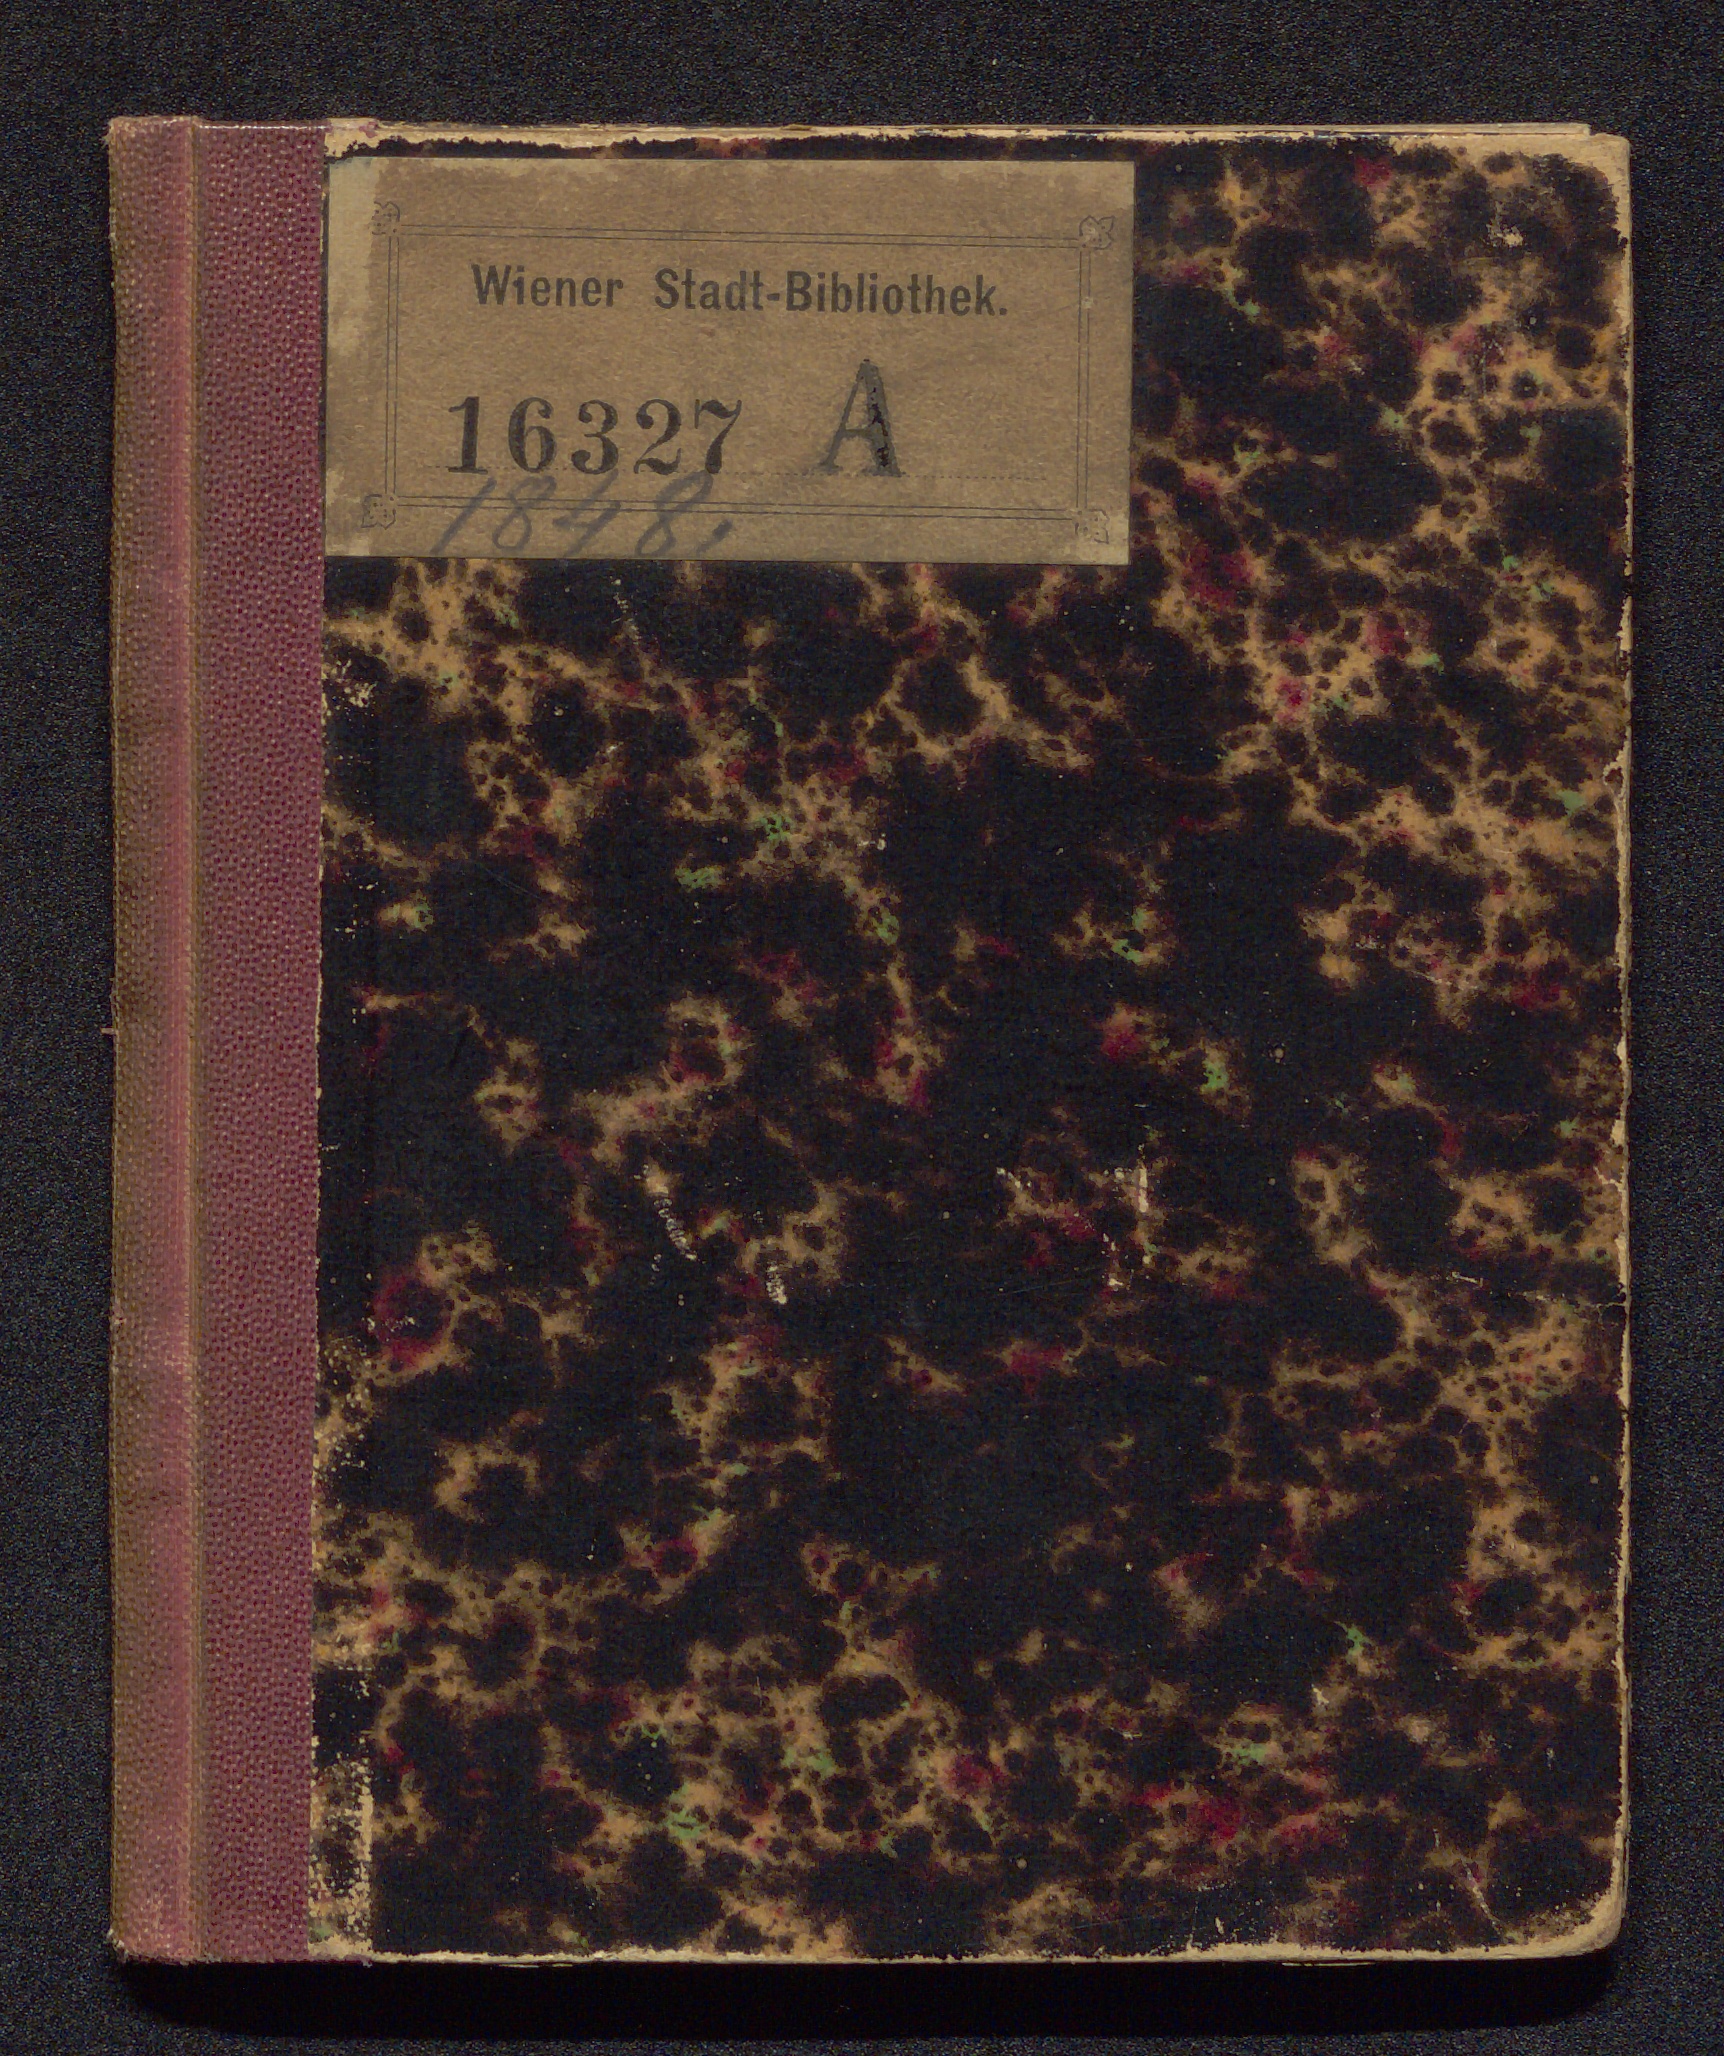 Wiener Stadt-Bibliothek.
16327 A
1848.